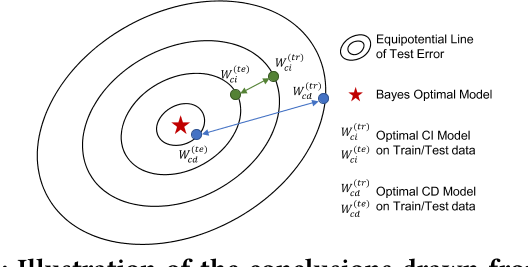 W_{ci}^{(te)}
W_{ci}^{(tr)}
W_{cd}^{(tr)}
W_{cd}^{(te)}
Equipotential Line
of Test Error
Bayes Optimal Model
W_{ci}^{(tr)} Optimal CI Model
W_{ci}^{(te)} on Train/Test data
W_{cd}^{(tr)} Optimal CD Model
W_{cd}^{(te)} on Train/Test data
: Illustration of the conclusions drawn fro